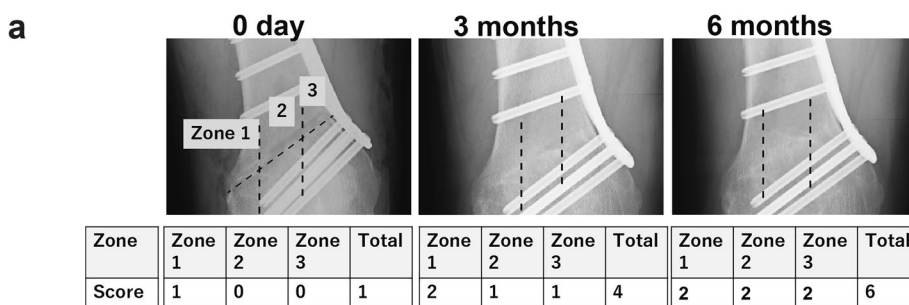 a
0 day 3 months 6 months
3
2
Zone 1
Zone Zone 1 Zone 2 Zone 3 Total Zone 1 Zone 2 Zone 3 Total Zone 1 Zone 2 Zone 3 Total
Score 1 0 0 1 2 1 1 4 2 2 2 6